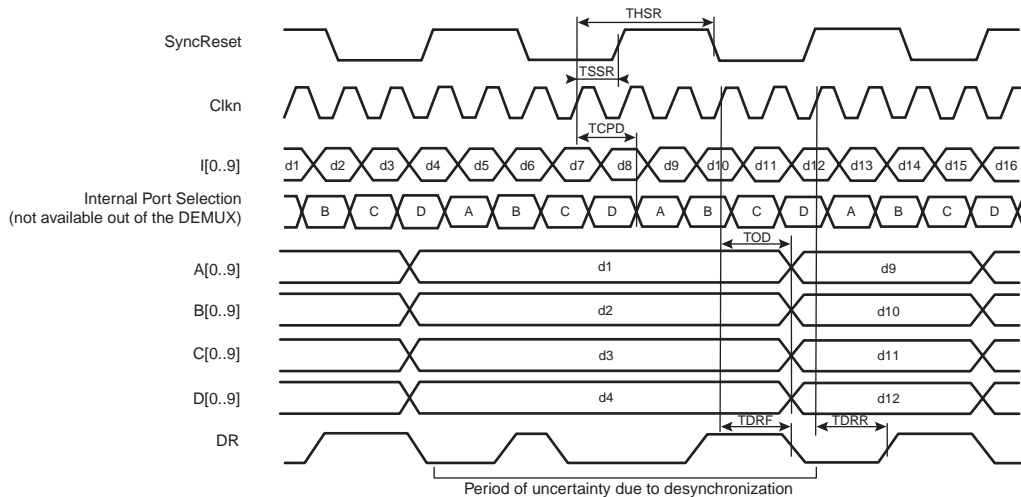 THSR
SyncReset
TSSR
Clkn
TCPD
I[0..9] d1 d2 d3 d4 d5 d6 d7 d8 d9 d10 d11 d12 d13 d14 d15 d16
Internal Port Selection
(not available out of the DEMUX) B C D A B C D A B C D A B C D
TOD
A[0..9] d1 d9
B[0..9] d2 d10
C[0..9] d3 d11
D[0..9] d4 d12
TDRF TDRR
DR
Period of uncertainty due to desynchronization